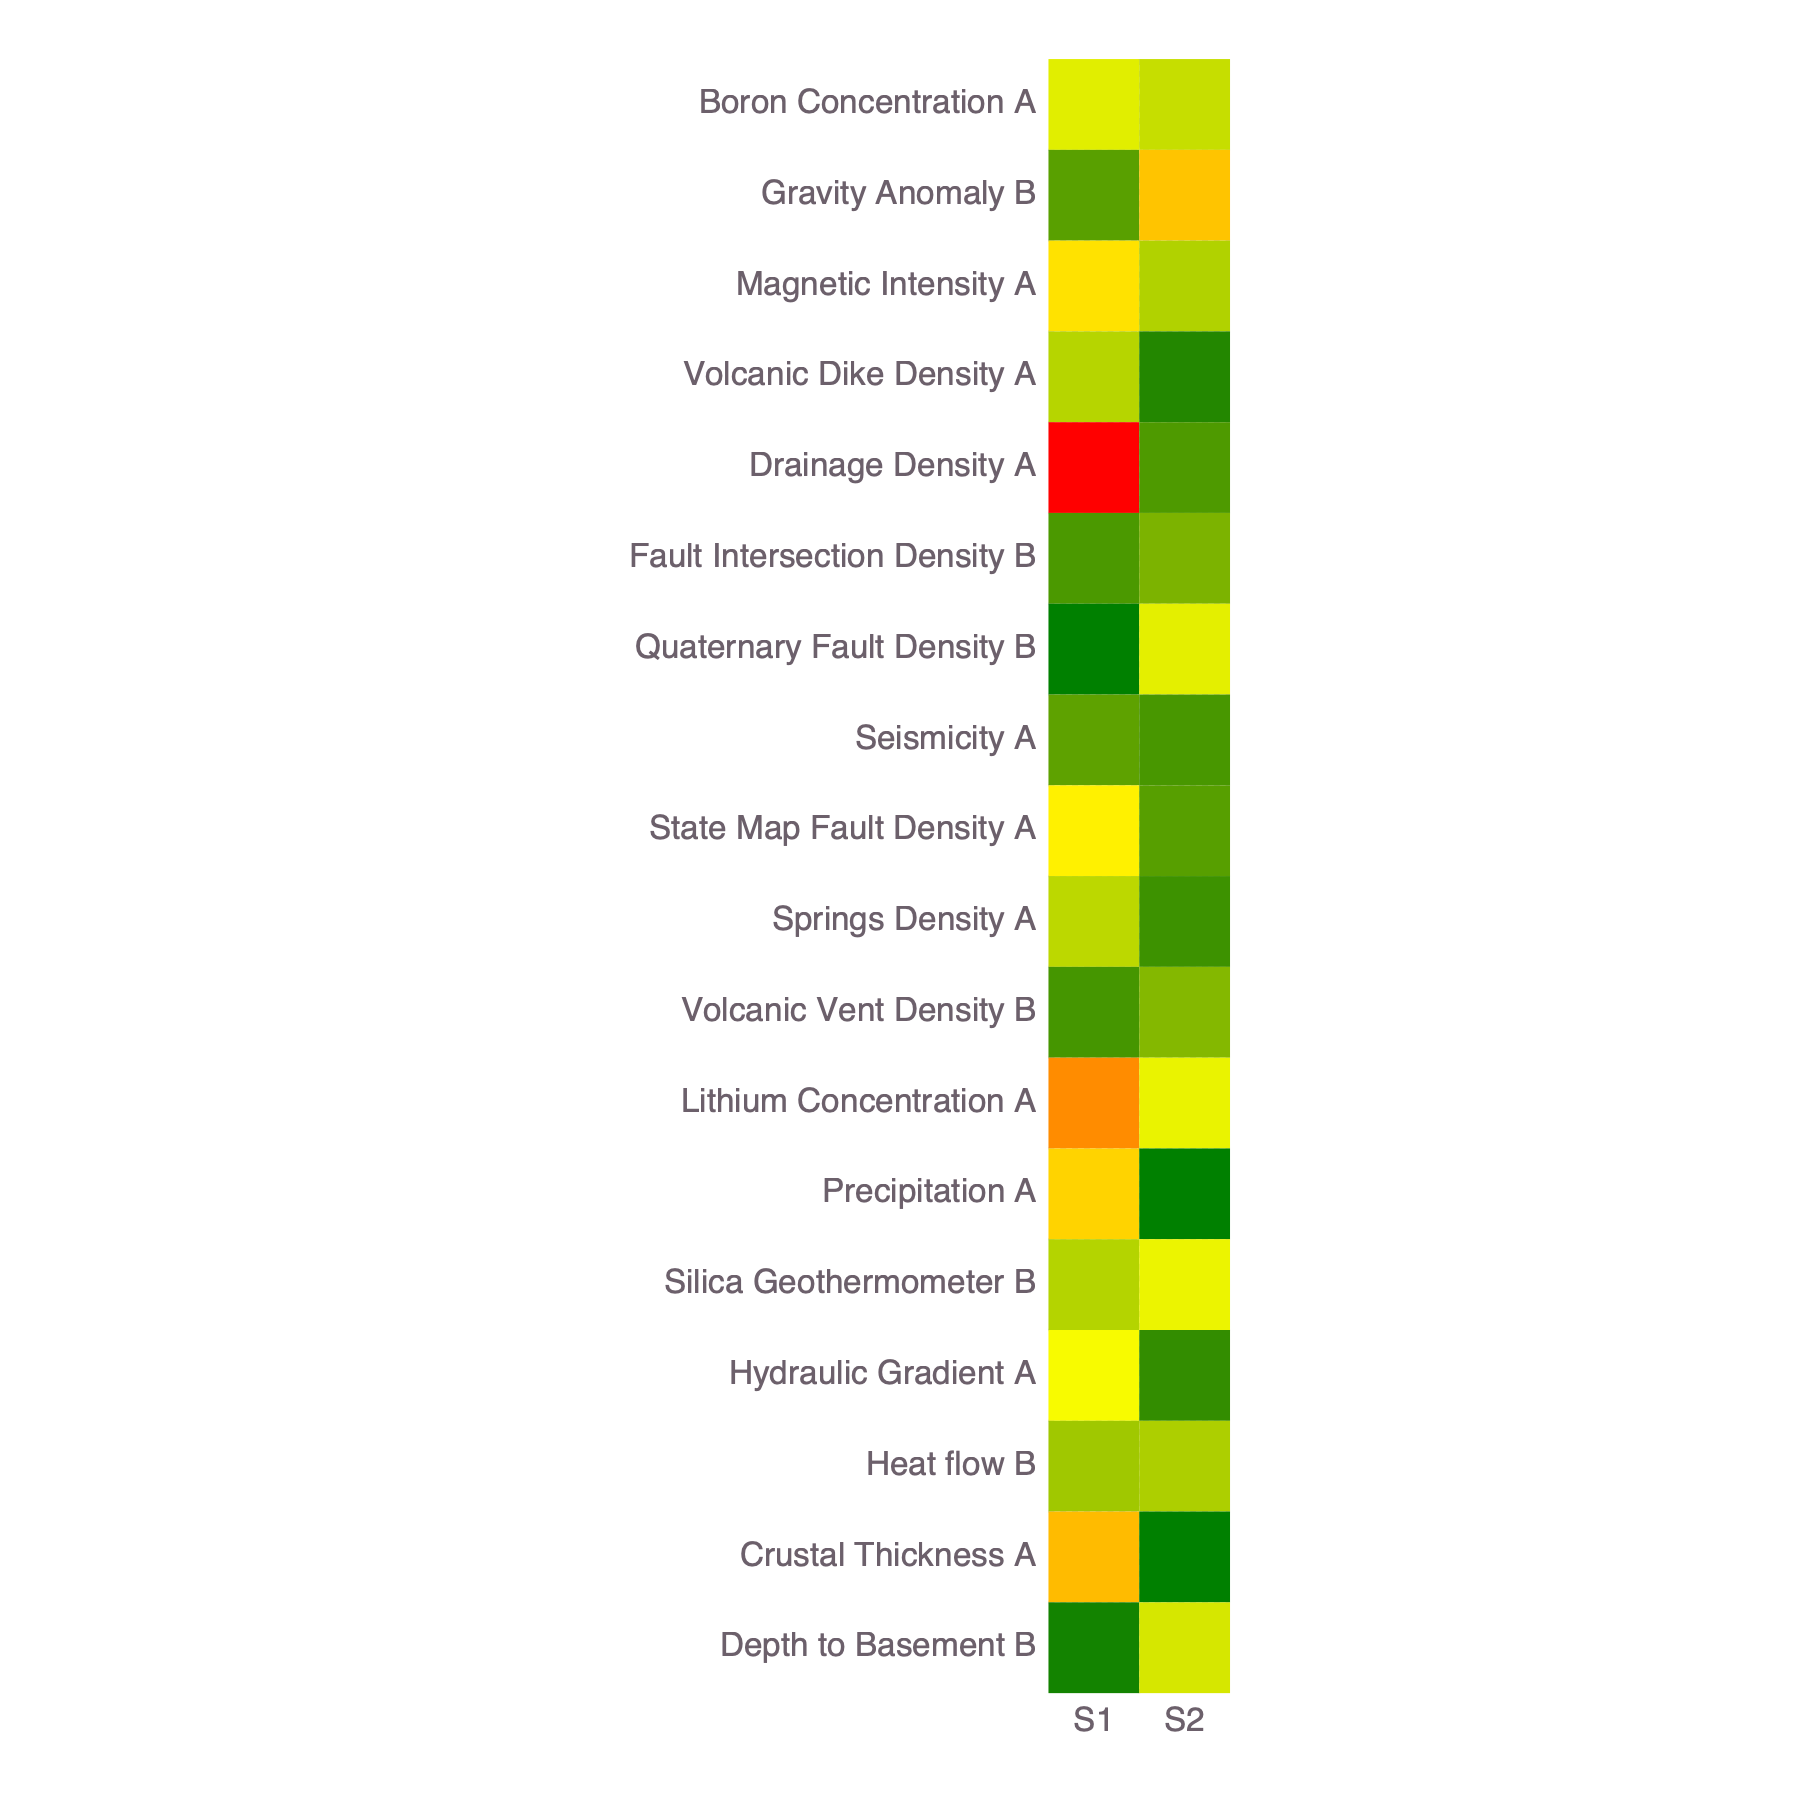 Boron Concentration A
Gravity Anomaly B
Magnetic Intensity A
Volcanic Dike Density A
Drainage Density A
Fault Intersection Density B
Quaternary Fault Density B
Seismicity A
State Map Fault Density A
Springs Density A
Volcanic Vent Density B
Lithium Concentration A
Precipitation A
Silica Geothermometer B
Hydraulic Gradient A
Heat flow B
Crustal Thickness A
Depth to Basement B
S1 S2